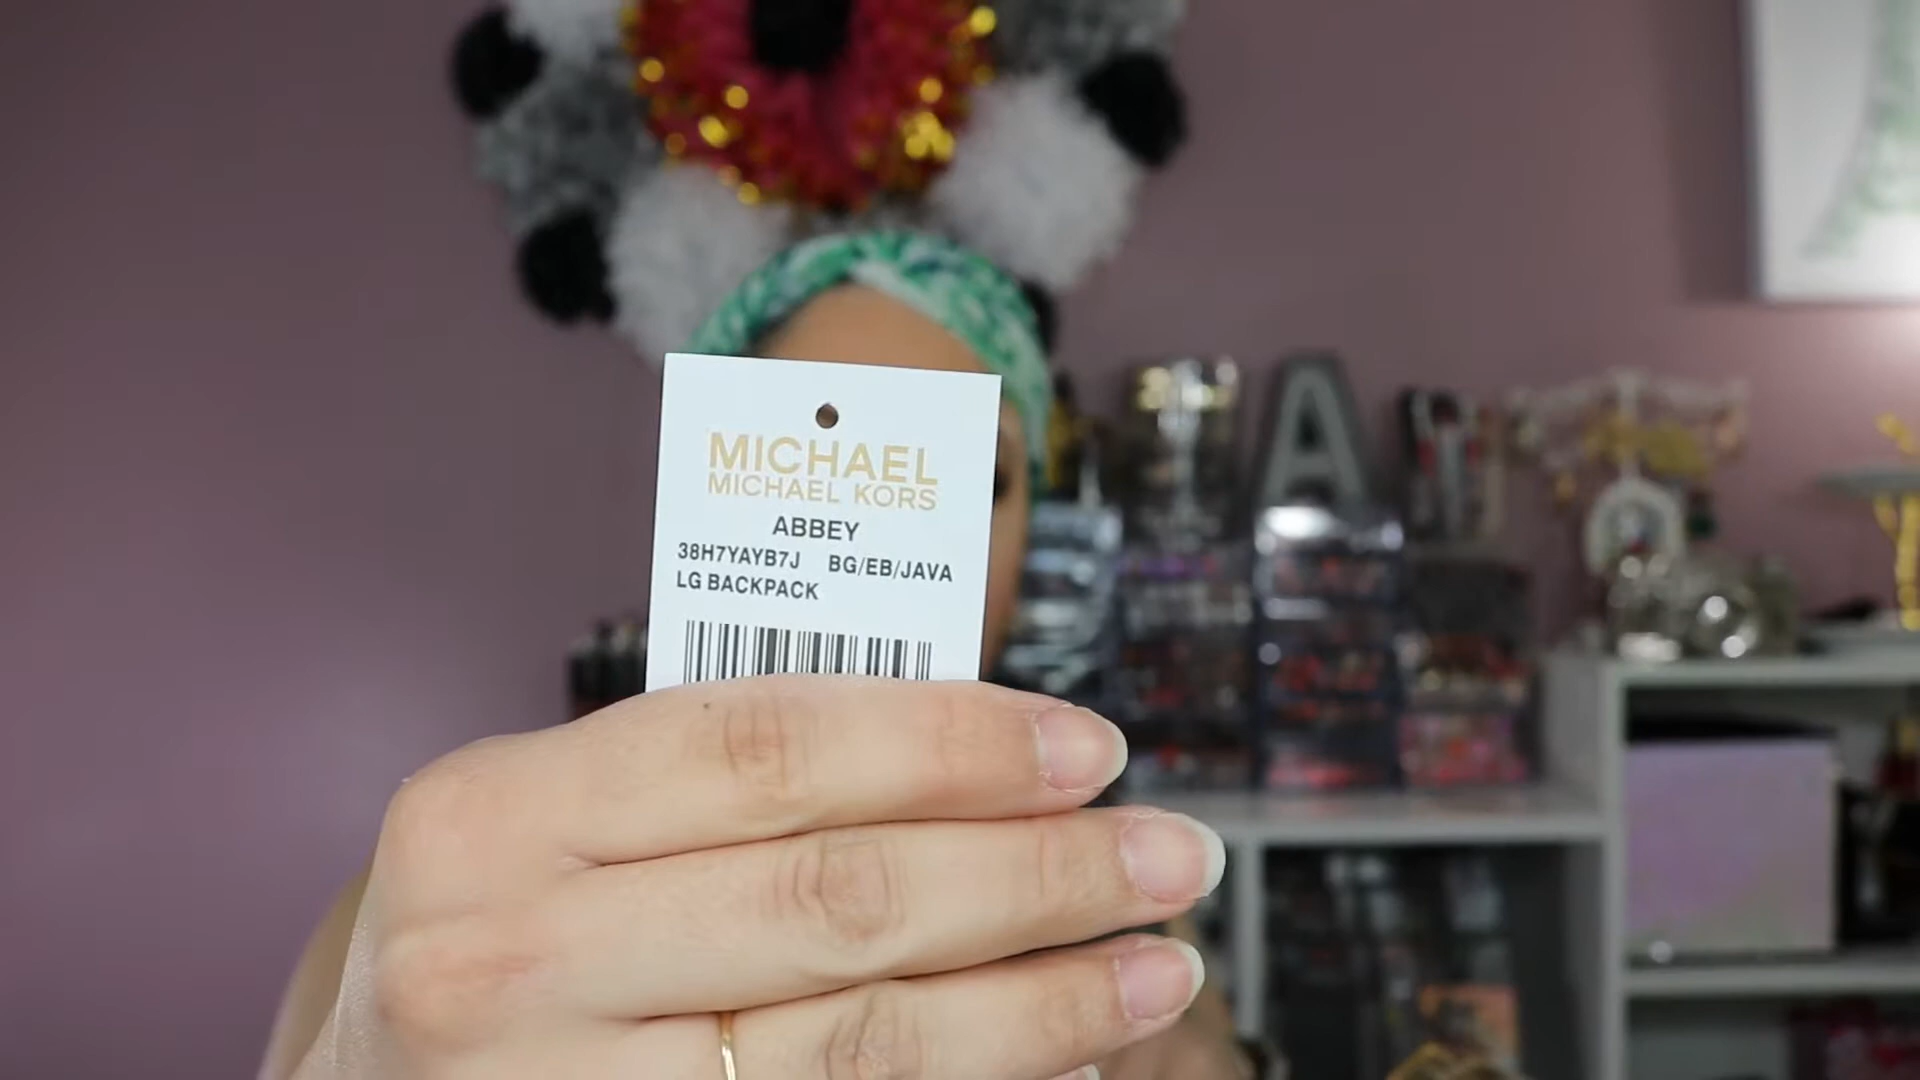 MICHAEL
MICHAEL KORS
ABBEY
38H7YAYB7J BG/EB/JAVA
LG BACKPACK
A